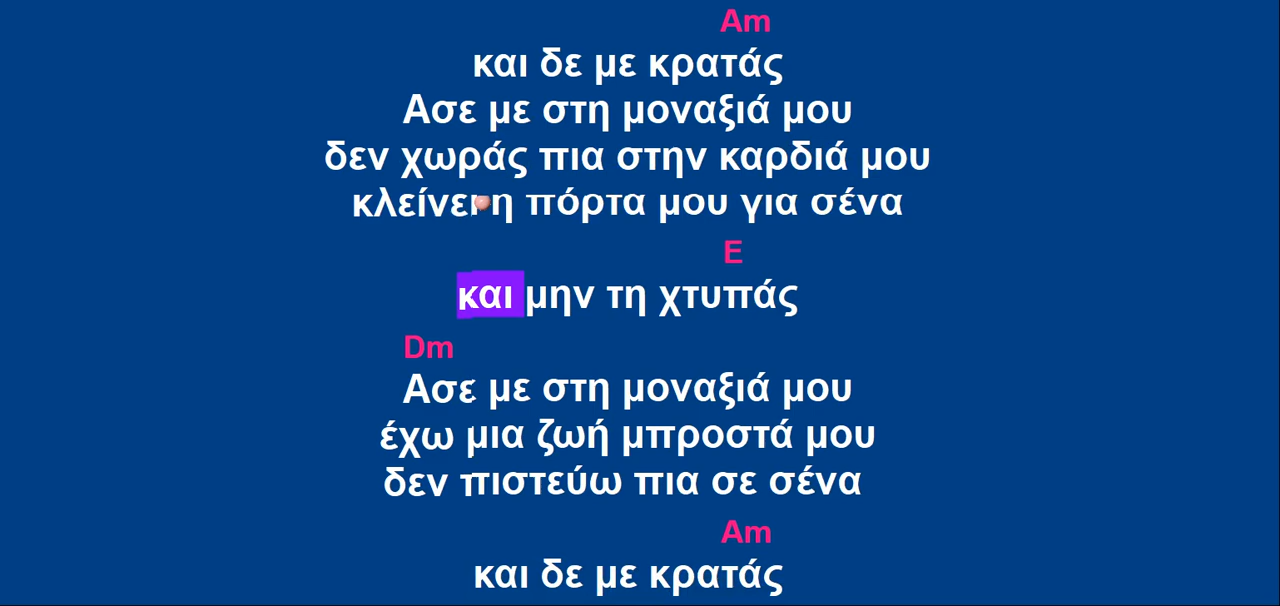 Am
και δε με κρατάς
Ασε με στη μοναξιά μου
δεν χωράς πια στην καρδιά μου
κλείνει η πόρτα μου για σένα
E
και μην τη χτυπάς
Dm
Ασε με στη μοναξιά μου
έχω μια ζωή μπροστά μου
δεν πιστεύω πια σε σένα
Am
και δε με κρατάς